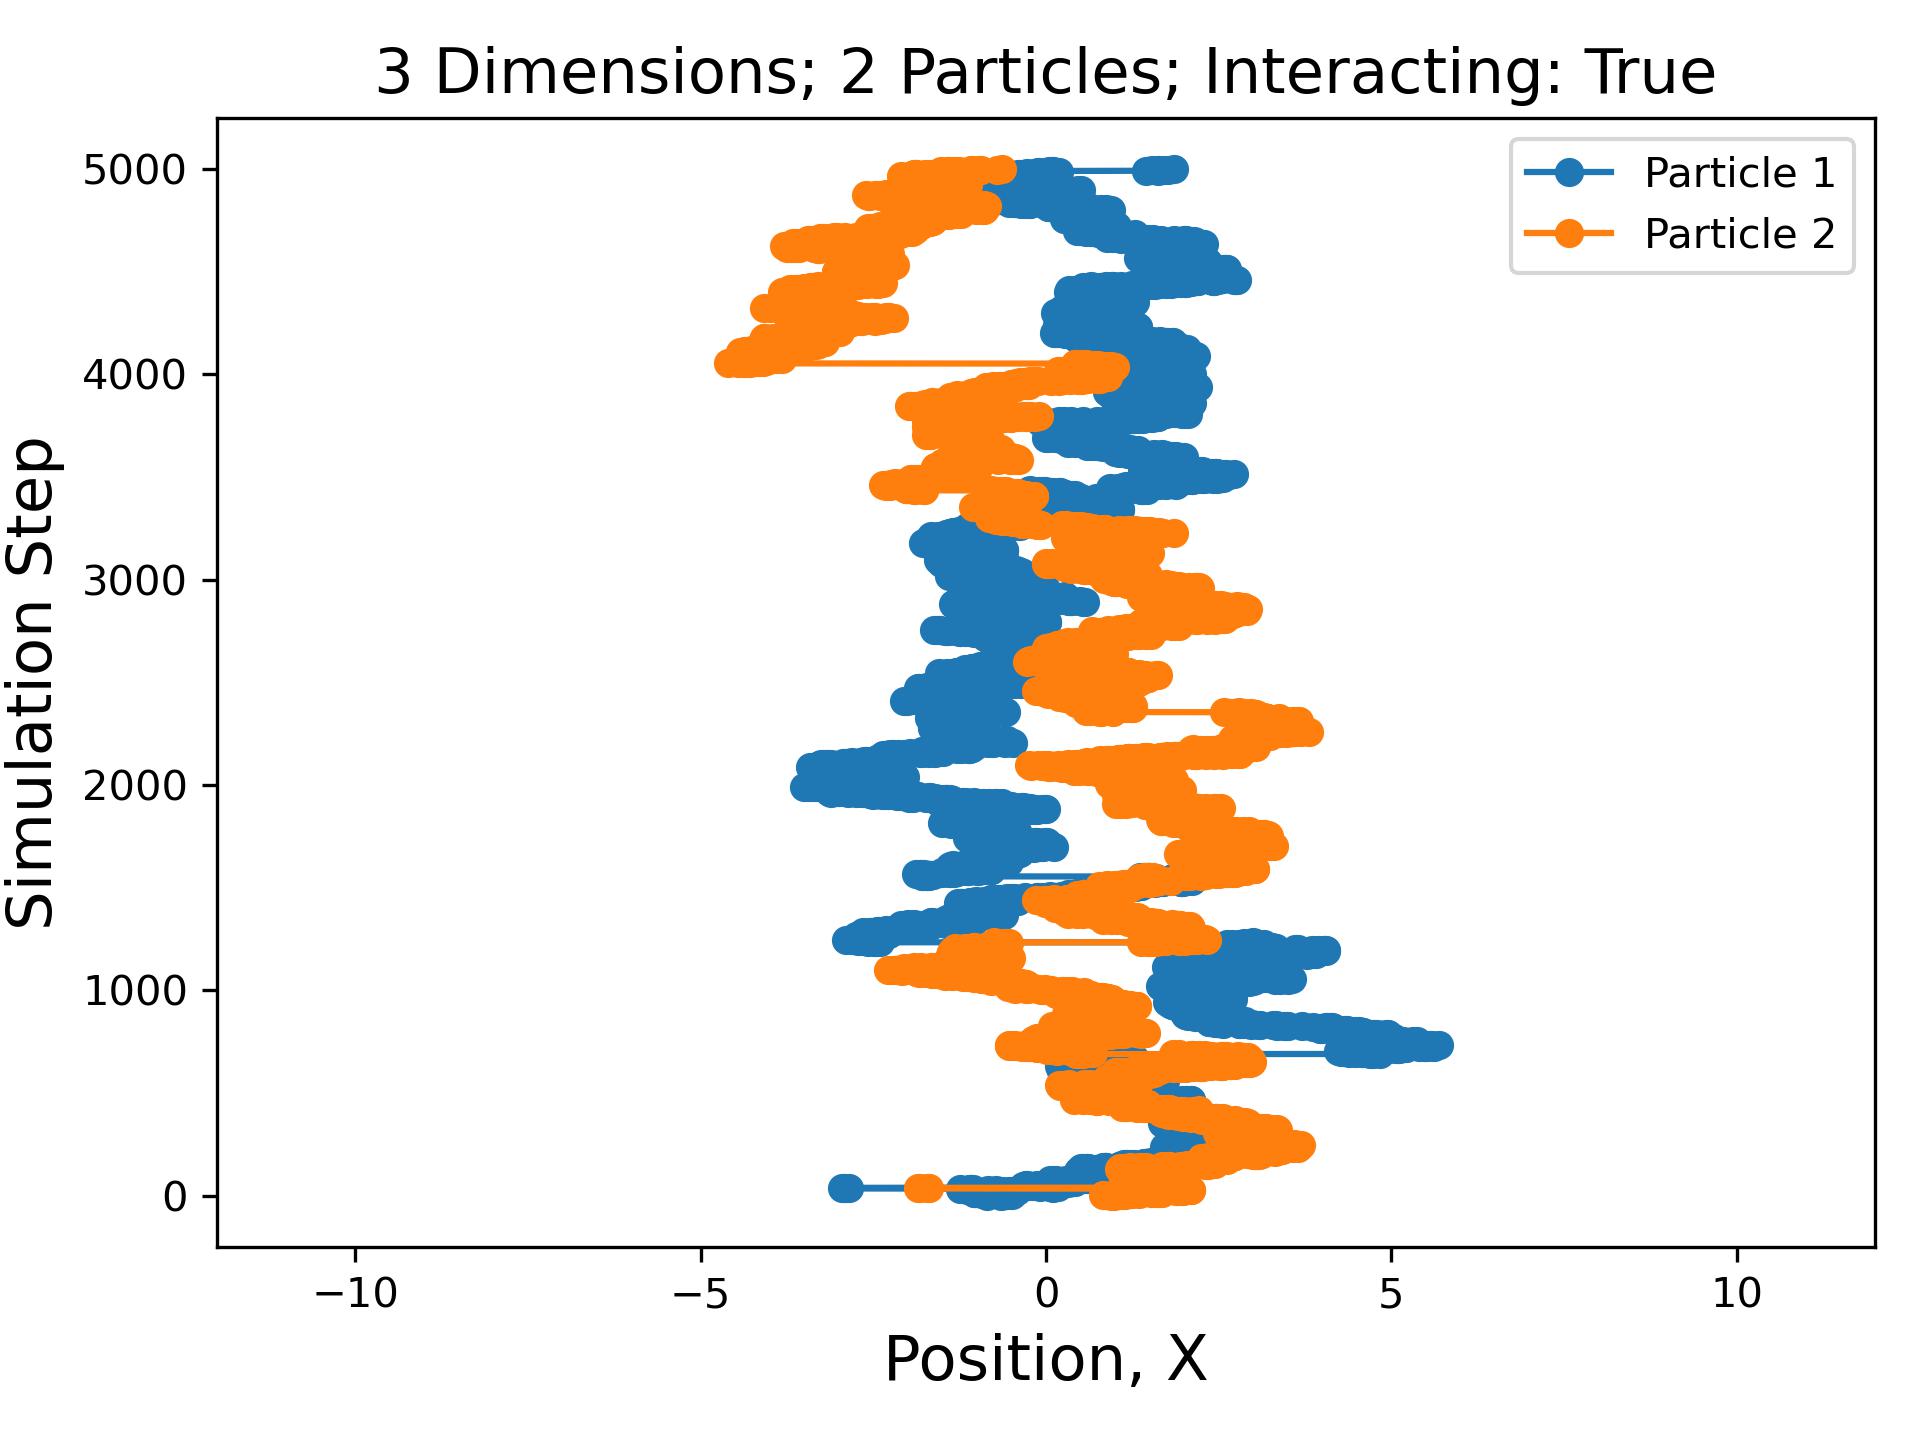 3 Dimensions; 2 Particles; Interacting: True
Particle 1
Particle 2
Simulation Step
5000
4000
3000
2000
1000
0
−10
−5
0
5
10
Position, X